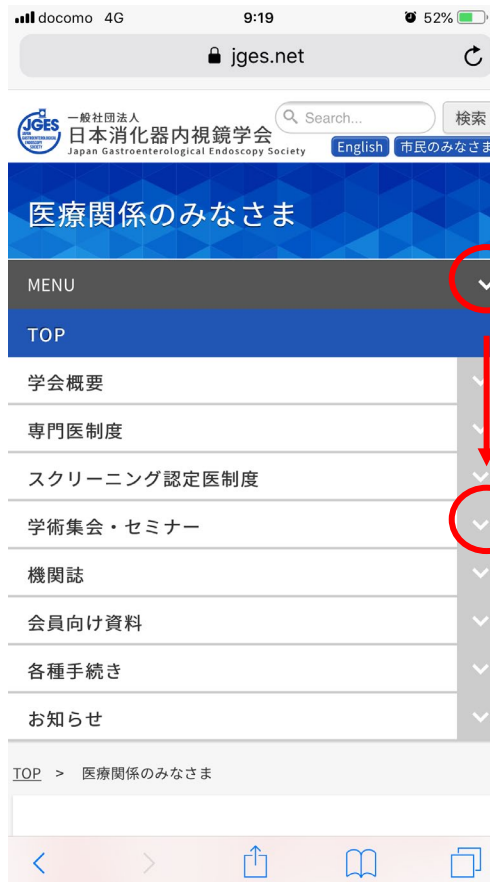 docomo 4G 9:19 52%
jges.net
JGES 一般社団法人
日本消化器内視鏡学会
Japan Gastroenterological Endoscopy Society
Search... 検索
English 市民のみなさま
医療関係のみなさま
MENU
TOP
学会概要
専門医制度
スクリーニング認定医制度
学術集会・セミナー
機関誌
会員向け資料
各種手続き
お知らせ
TOP > 医療関係のみなさま